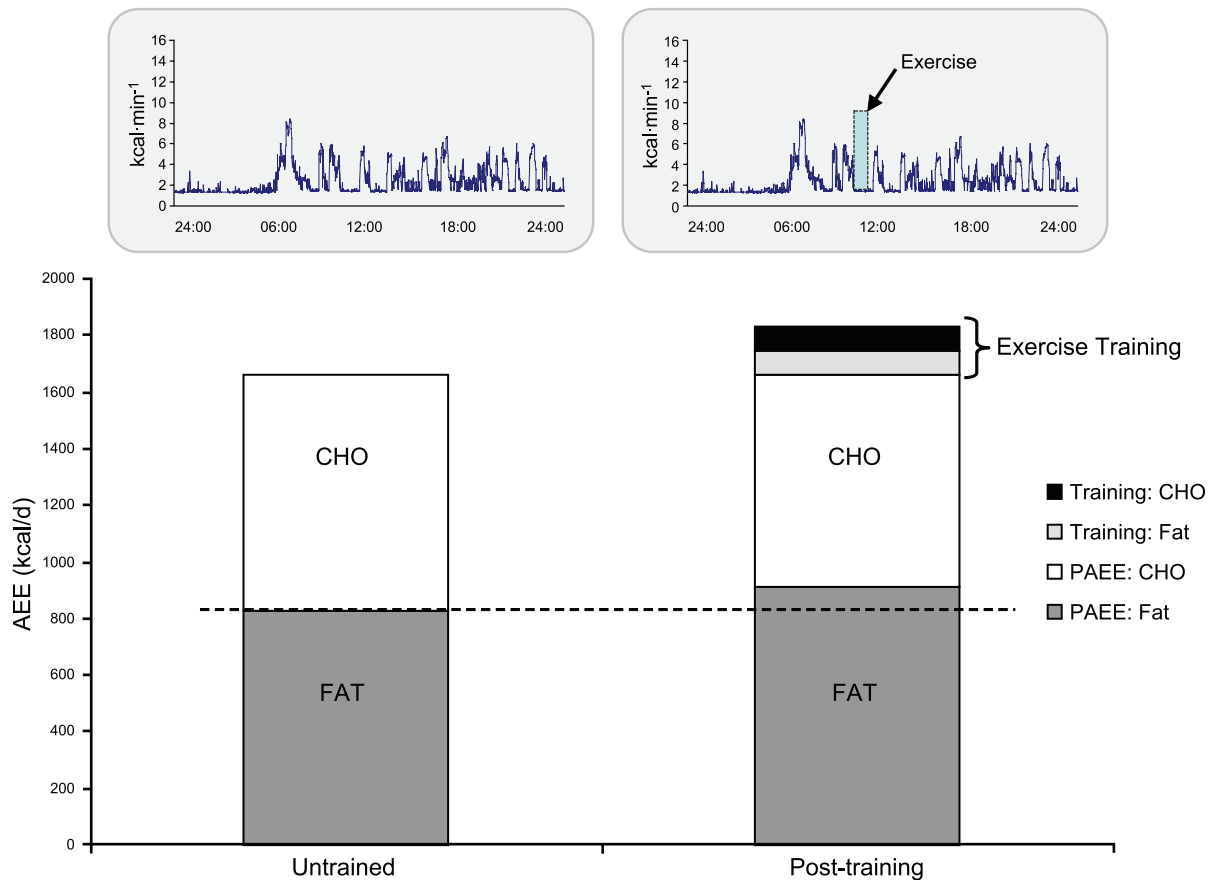 16
14
12
10
8
6
4
2
0
kcal·min⁻¹
24:00 06:00 12:00 18:00 24:00
16
14
12
10
8
6
4
2
0
kcal·min⁻¹
Exercise
24:00 06:00 12:00 18:00 24:00
2000
1800
1600
1400
1200
1000
800
600
400
200
0
AEE (kcal/d)
CHO
FAT
CHO
FAT
Exercise Training
Training: CHO
Training: Fat
PAEE: CHO
PAEE: Fat
Untrained
Post-training